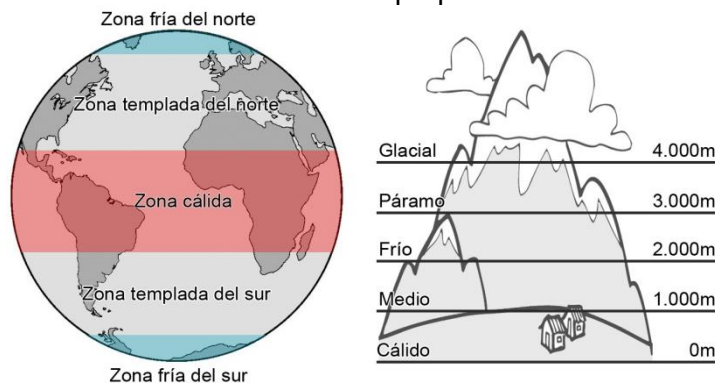 Zona fría del norte
Zona templada del norte
Zona cálida
Zona templada del sur
Zona fría del sur
Glacial 4.000m
Páramo 3.000m
Frío 2.000m
Medio 1.000m
Cálido 0m